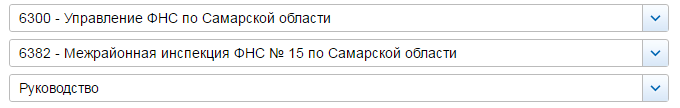 6300 - Управление ФНС по Самарской области
6382 - Межрайонная инспекция ФНС № 15 по Самарской области
Руководство